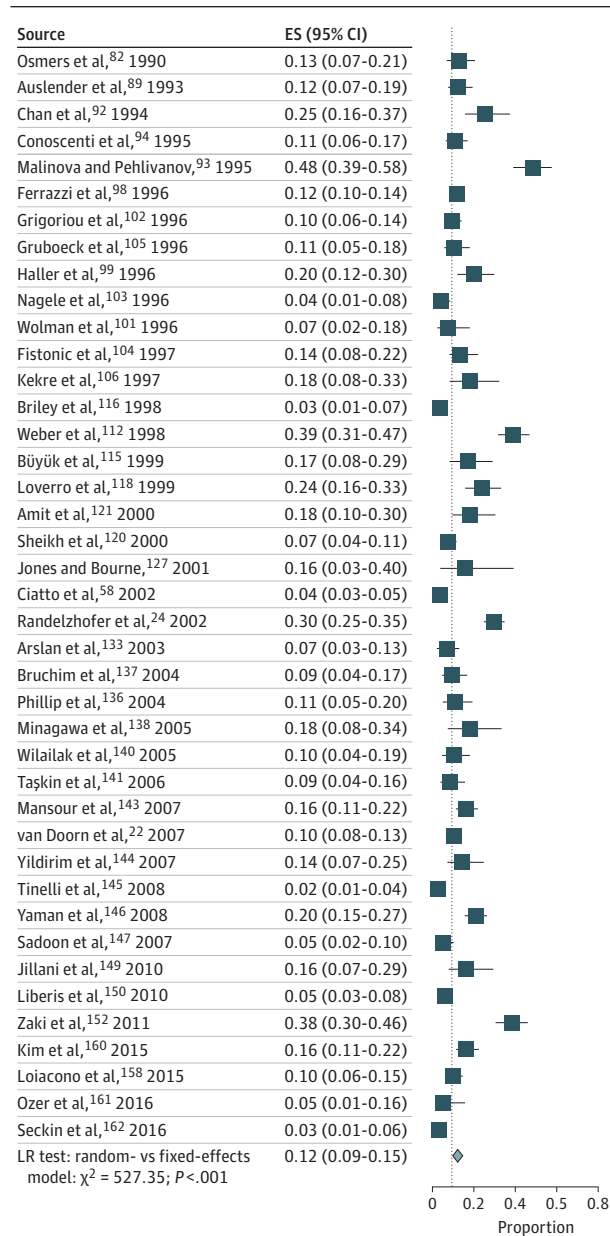 Source ES (95% CI)
Osmers et al,82 1990 0.13 (0.07-0.21)
Auslender et al,89 1993 0.12 (0.07-0.19)
Chan et al,92 1994 0.25 (0.16-0.37)
Conoscenti et al,94 1995 0.11 (0.06-0.17)
Malinova and Pehlivanov,93 1995 0.48 (0.39-0.58)
Ferrazzi et al,98 1996 0.12 (0.10-0.14)
Grigoriou et al,102 1996 0.10 (0.06-0.14)
Gruboeck et al,105 1996 0.11 (0.05-0.18)
Haller et al,99 1996 0.20 (0.12-0.30)
Nagele et al,103 1996 0.04 (0.01-0.08)
Wolman et al,101 1996 0.07 (0.02-0.18)
Fistonic et al,104 1997 0.14 (0.08-0.22)
Kekre et al,106 1997 0.18 (0.08-0.33)
Briley et al,116 1998 0.03 (0.01-0.07)
Weber et al,112 1998 0.39 (0.31-0.47)
Büyük et al,115 1999 0.17 (0.08-0.29)
Loverro et al,118 1999 0.24 (0.16-0.33)
Amit et al,121 2000 0.18 (0.10-0.30)
Sheikh et al,120 2000 0.07 (0.04-0.11)
Jones and Bourne,127 2001 0.16 (0.03-0.40)
Ciatto et al,58 2002 0.04 (0.03-0.05)
Randelzhofer et al,24 2002 0.30 (0.25-0.35)
Arslan et al,133 2003 0.07 (0.03-0.13)
Bruchim et al,137 2004 0.09 (0.04-0.17)
Phillip et al,136 2004 0.11 (0.05-0.20)
Minagawa et al,138 2005 0.18 (0.08-0.34)
Wilailak et al,140 2005 0.10 (0.04-0.19)
Taşkin et al,141 2006 0.09 (0.04-0.16)
Mansour et al,143 2007 0.16 (0.11-0.22)
van Doorn et al,22 2007 0.10 (0.08-0.13)
Yildirim et al,144 2007 0.14 (0.07-0.25)
Tinelli et al,145 2008 0.02 (0.01-0.04)
Yaman et al,146 2008 0.20 (0.15-0.27)
Sadoon et al,147 2007 0.05 (0.02-0.10)
Jillani et al,149 2010 0.16 (0.07-0.29)
Liberis et al,150 2010 0.05 (0.03-0.08)
Zaki et al,152 2011 0.38 (0.30-0.46)
Kim et al,160 2015 0.16 (0.11-0.22)
Loiacono et al,158 2015 0.10 (0.06-0.15)
Ozer et al,161 2016 0.05 (0.01-0.16)
Seckin et al,162 2016 0.03 (0.01-0.06)
LR test: random- vs fixed-effects 0.12 (0.09-0.15)
model: χ2 = 527.35; P<.001
0 0.2 0.4 0.6 0.8
Proportion